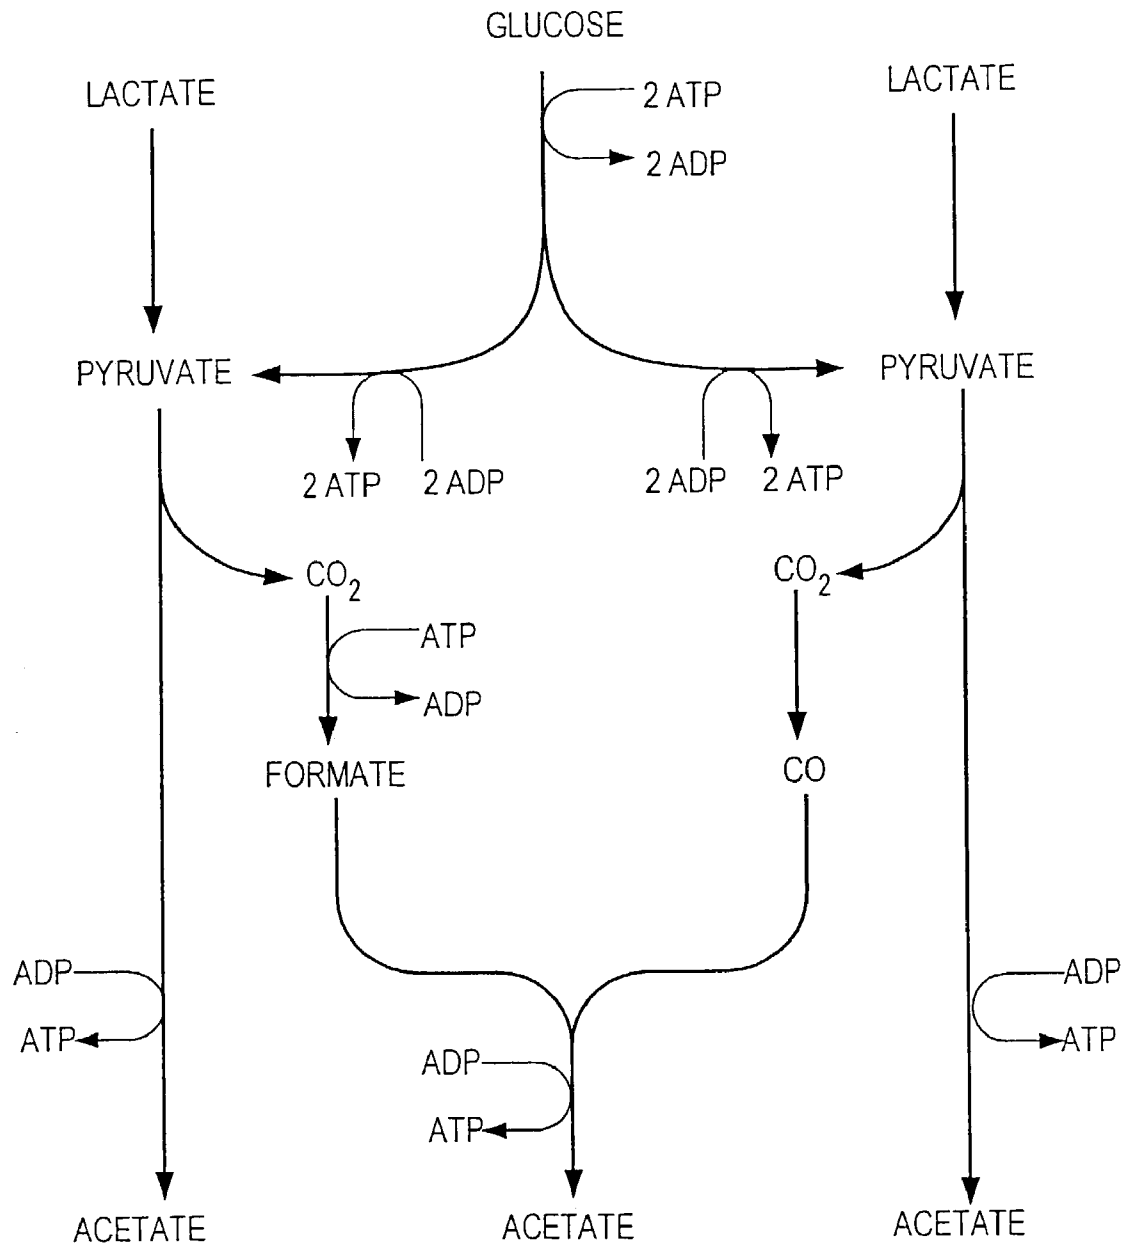 GLUCOSE
LACTATE
2 ATP
LACTATE
2 ADP
PYRUVATE
PYRUVATE
2 ATP
2 ADP
2 ADP
2 ATP
CO2
CO2
ATP
ADP
FORMATE
CO
ADP
ADP
ATP
ATP
ADP
ATP
ACETATE
ACETATE
ACETATE